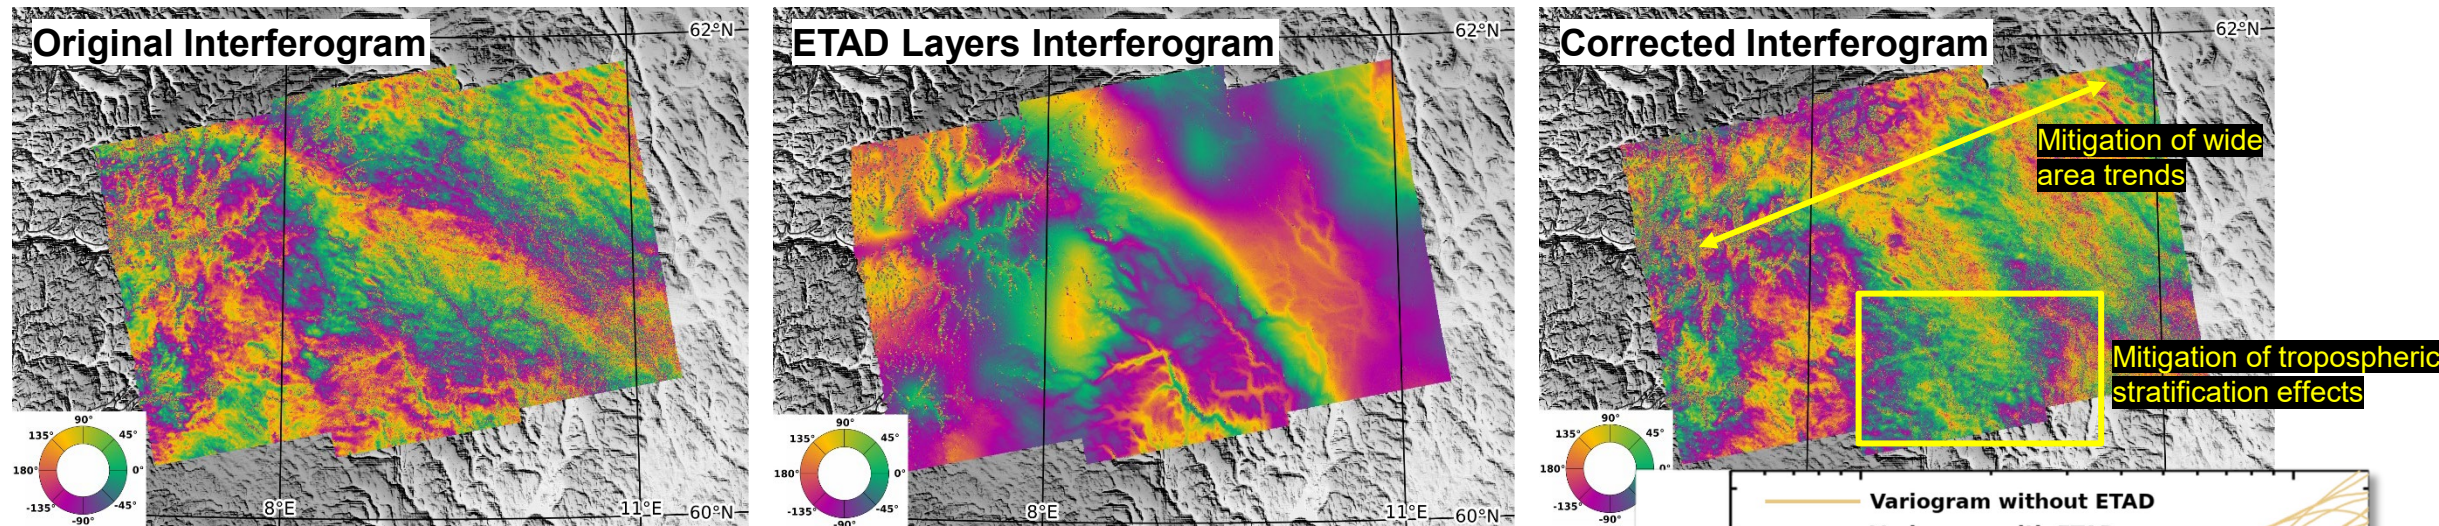 Original Interferogram
62°N
90°
135°
45°
180°
0°
-135°
-45°
-90°
8°E
11°E
60°N
ETAD Layers Interferogram
62°N
90°
135°
45°
180°
0°
-135°
-45°
-90°
8°E
11°E
60°N
Corrected Interferogram
62°N
Mitigation of wide
area trends
Mitigation of tropospheric
stratification effects
90°
135°
45°
180°
0°
-135°
-90°
Variogram without ETAD